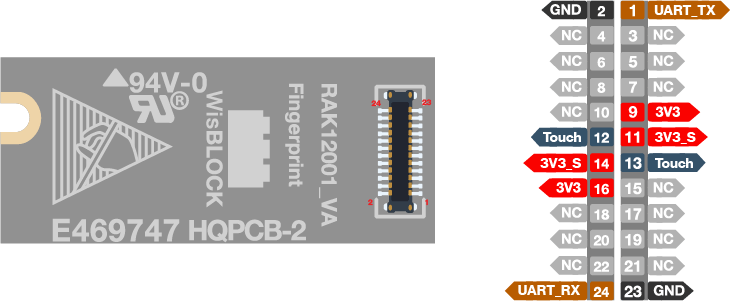 94V-0
RU®
WisBLOCK
Fingerprint
RAK12001_VA
24 23
2 1
E469747 HQPCB-2
GND 2 1 UART_TX
NC 4 3 NC
NC 6 5 NC
NC 8 7 NC
NC 10 9 3V3
Touch 12 11 3V3_S
3V3_S 14 13 Touch
3V3 16 15 NC
NC 18 17 NC
NC 20 19 NC
NC 22 21 NC
UART_RX 24 23 GND